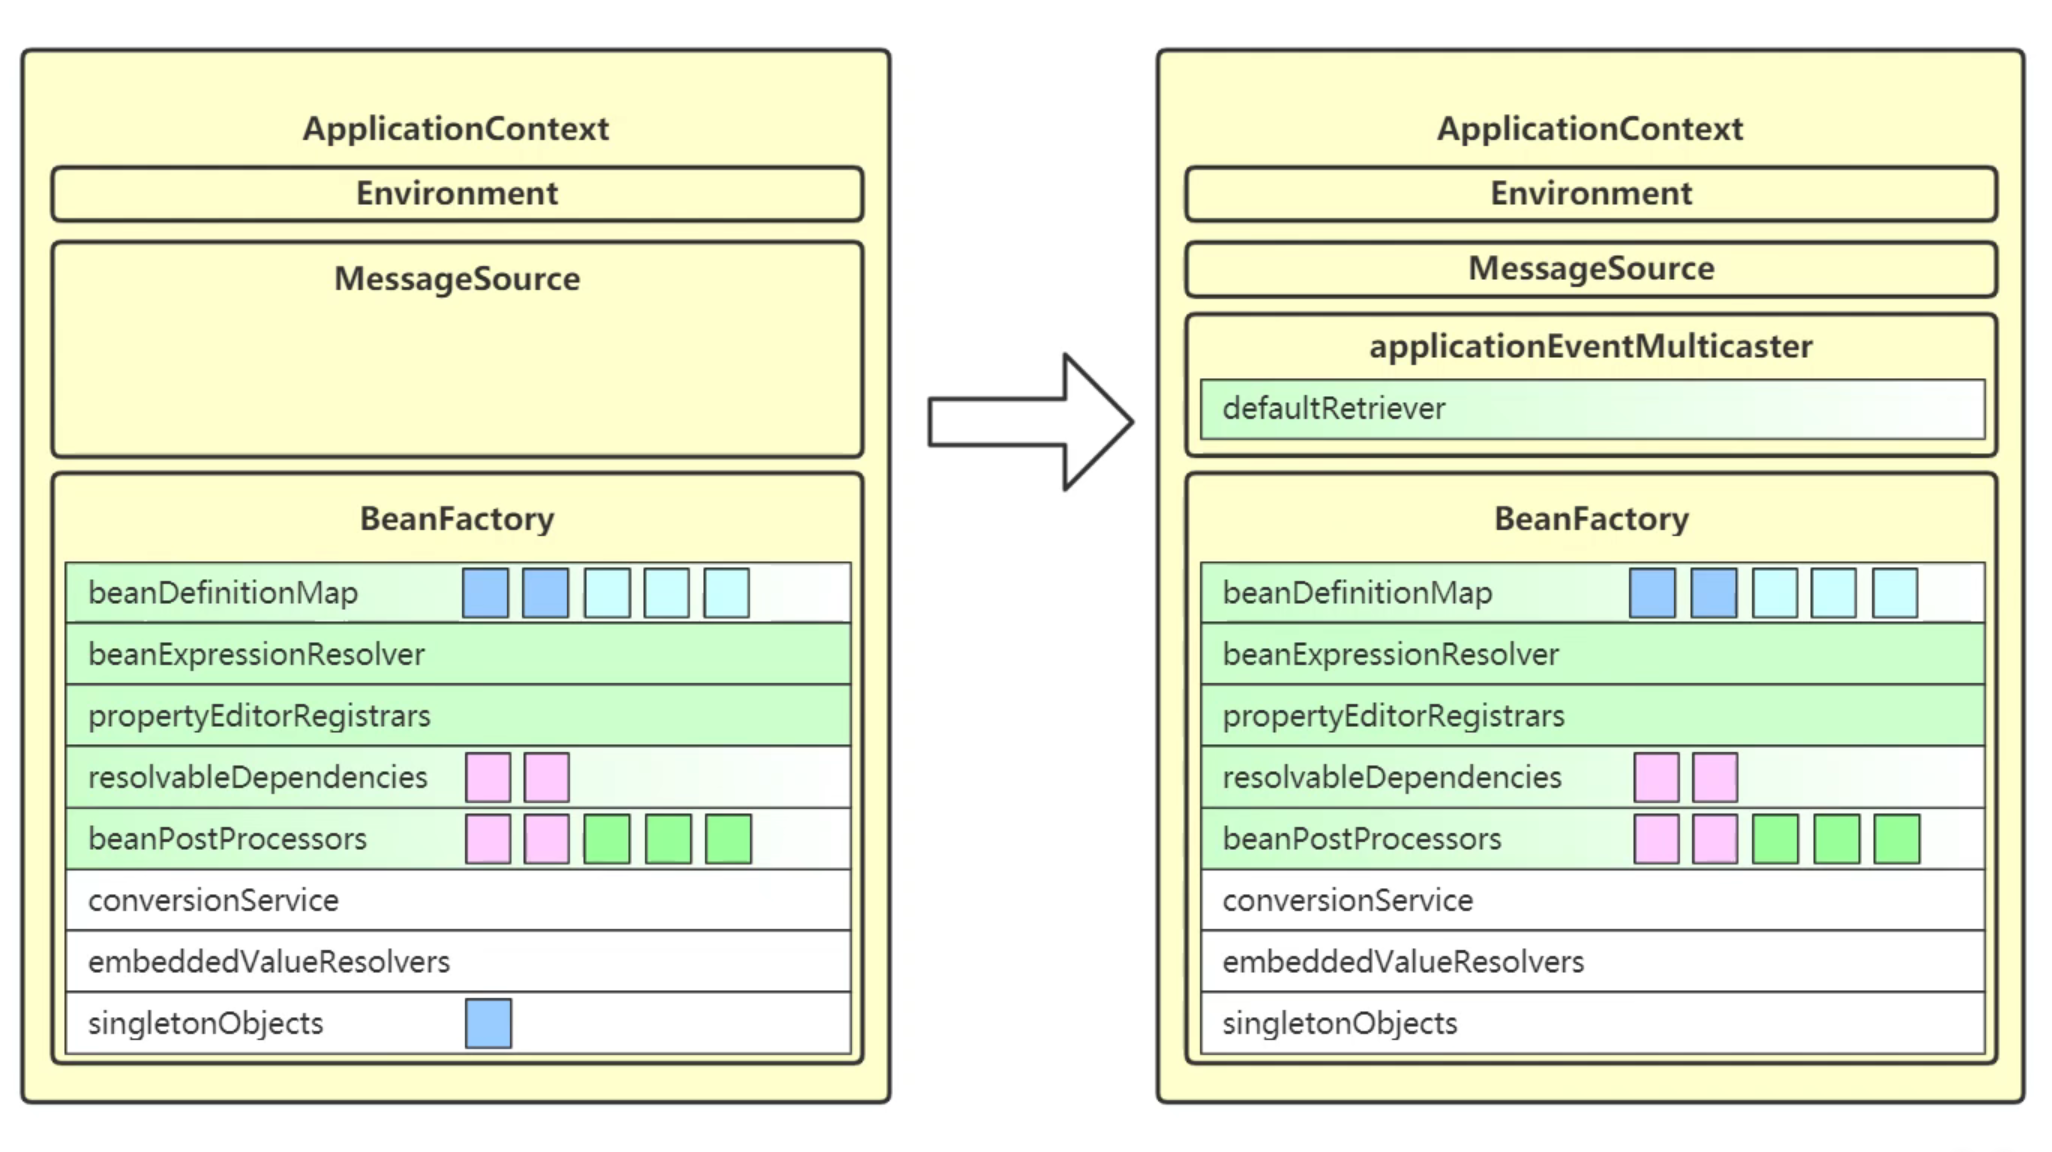 ApplicationContext
Environment
MessageSource
BeanFactory
beanDefinitionMap
beanExpressionResolver
propertyEditorRegistrars
resolvableDependencies
beanPostProcessors
conversionService
embeddedValueResolvers
singletonObjects
ApplicationContext
Environment
MessageSource
applicationEventMulticaster
defaultRetriever
BeanFactory
beanDefinitionMap
beanExpressionResolver
propertyEditorRegistrars
resolvableDependencies
beanPostProcessors
conversionService
embeddedValueResolvers
singletonObjects